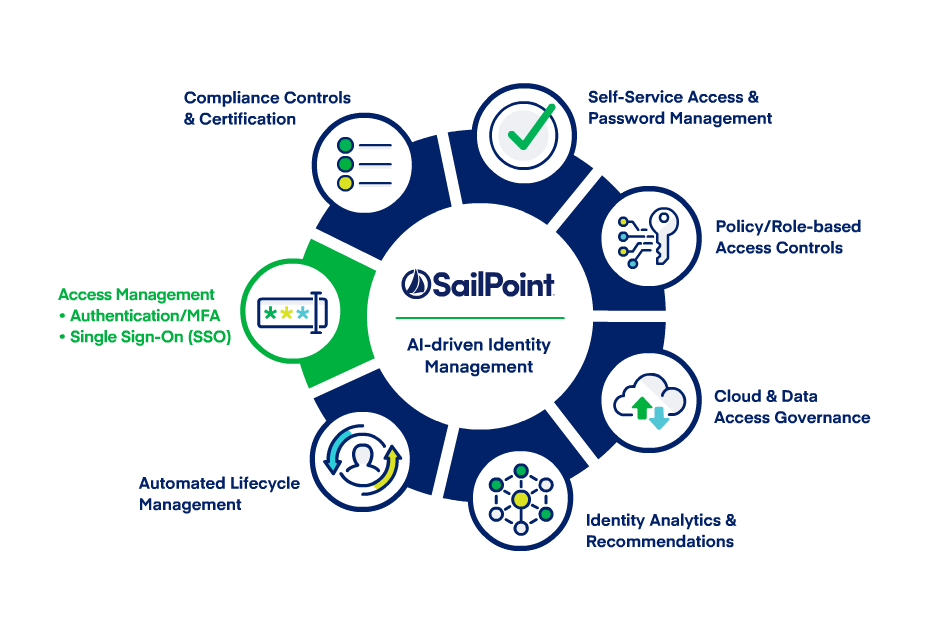 Compliance Controls
& Certification
Self-Service Access &
Password Management
Policy/Role-based
Access Controls
Cloud & Data
Access Governance
Identity Analytics &
Recommendations
Automated Lifecycle
Management
Access Management
• Authentication/MFA
• Single Sign-On (SSO)
***
SailPoint
AI-driven Identity
Management